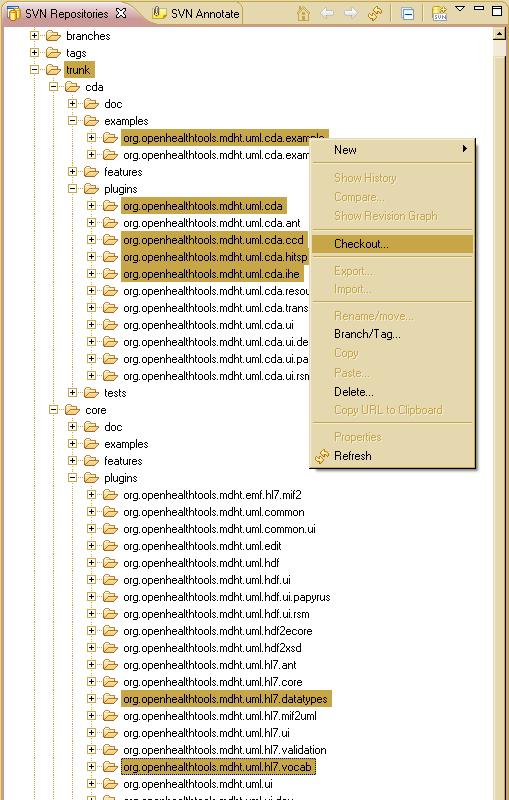 SVN Repositories
SVN Annotate
branches
tags
trunk
cda
doc
examples
org.openhealthtools.mdht.uml.cda.example
org.openhealthtools.mdht.uml.cda.exam
features
plugins
org.openhealthtools.mdht.uml.cda
org.openhealthtools.mdht.uml.cda.ant
org.openhealthtools.mdht.uml.cda.ccd
org.openhealthtools.mdht.uml.cda.hitsp
org.openhealthtools.mdht.uml.cda.ihe
org.openhealthtools.mdht.uml.cda.resou
org.openhealthtools.mdht.uml.cda.trans
org.openhealthtools.mdht.uml.cda.ui
org.openhealthtools.mdht.uml.cda.ui.de
org.openhealthtools.mdht.uml.cda.ui.pa
org.openhealthtools.mdht.uml.cda.ui.rsm
tests
core
doc
examples
features
plugins
org.openhealthtools.mdht.emf.hl7.mif2
org.openhealthtools.mdht.uml.common
org.openhealthtools.mdht.uml.common.ui
org.openhealthtools.mdht.uml.edit
org.openhealthtools.mdht.uml.hdf
org.openhealthtools.mdht.uml.hdf.ui
org.openhealthtools.mdht.uml.hdf.ui.papyrus
org.openhealthtools.mdht.uml.hdf.ui.rsm
org.openhealthtools.mdht.uml.hdf2ecore
org.openhealthtools.mdht.uml.hdf2xsd
org.openhealthtools.mdht.uml.hl7.ant
org.openhealthtools.mdht.uml.hl7.core
org.openhealthtools.mdht.uml.hl7.datatypes
org.openhealthtools.mdht.uml.hl7.mif2uml
org.openhealthtools.mdht.uml.hl7.ui
org.openhealthtools.mdht.uml.hl7.validation
org.openhealthtools.mdht.uml.hl7.vocab
org.openhealthtools.mdht.uml.ui
New
Show History
Compare...
Show Revision Graph
Checkout...
Export...
Import...
Rename/move...
Branch/Tag...
Copy
Paste...
Delete...
Copy URL to Clipboard
Properties
Refresh